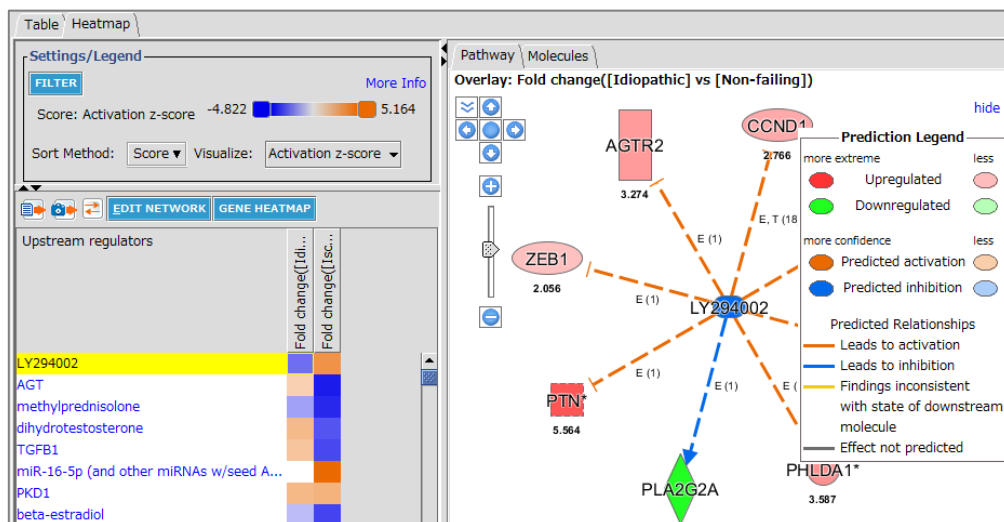 Table Heatmap
Settings/Legend
FILTER
More Info
Score: Activation z-score -4.822 5.164
Sort Method: Score Visualize: Activation z-score
EDIT NETWORK GENE HEATMAP
Upstream regulators
Fold change([Idi...
Fold change([Isc...
LY294002
AGT
methylprednisolone
dihydrotestosterone
TGFB1
miR-16-5p (and other miRNAs w/seed A...
PKD1
beta-estradiol
Pathway Molecules
Overlay: Fold change([Idiopathic] vs [Non-failing])
hide
AGTR2
3.274
CCND1
2.766
E, T (18
E (1)
ZEB1
2.056
E (1)
LY294002
E (1)
E (1)
E (
PTN*
5.564
PLA2G2A
PHLDA1*
3.587
Prediction Legend
more extreme less
Upregulated
Downregulated
more confidence less
Predicted activation
Predicted inhibition
Predicted Relationships
Leads to activation
Leads to inhibition
Findings inconsistent
with state of downstream
molecule
Effect not predicted